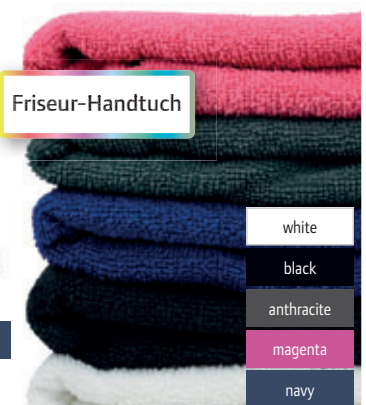 Friseur-Handtuch
white
black
anthracite
magenta
navy